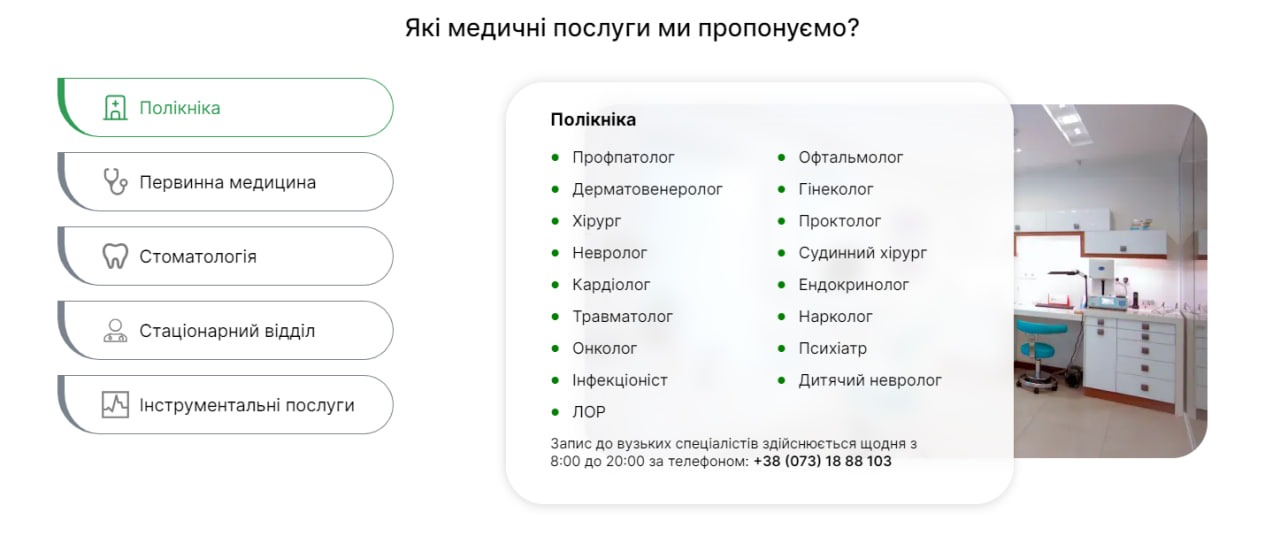 Які медичні послуги ми пропонуємо?
Полікніка
Первинна медицина
Стоматологія
Стаціонарний відділ
Інструментальні послуги
Полікніка
Профпатолог
Дерматовенеролог
Хірург
Невролог
Кардіолог
Травматолог
Онколог
Інфекціоніст
ЛОР
Офтальмолог
Гінеколог
Проктолог
Судинний хірург
Ендокринолог
Нарколог
Психіатр
Дитячий невролог
Запис до вузьких спеціалістів здійснюється щодня з
8:00 до 20:00 за телефоном: +38 (073) 18 88 103